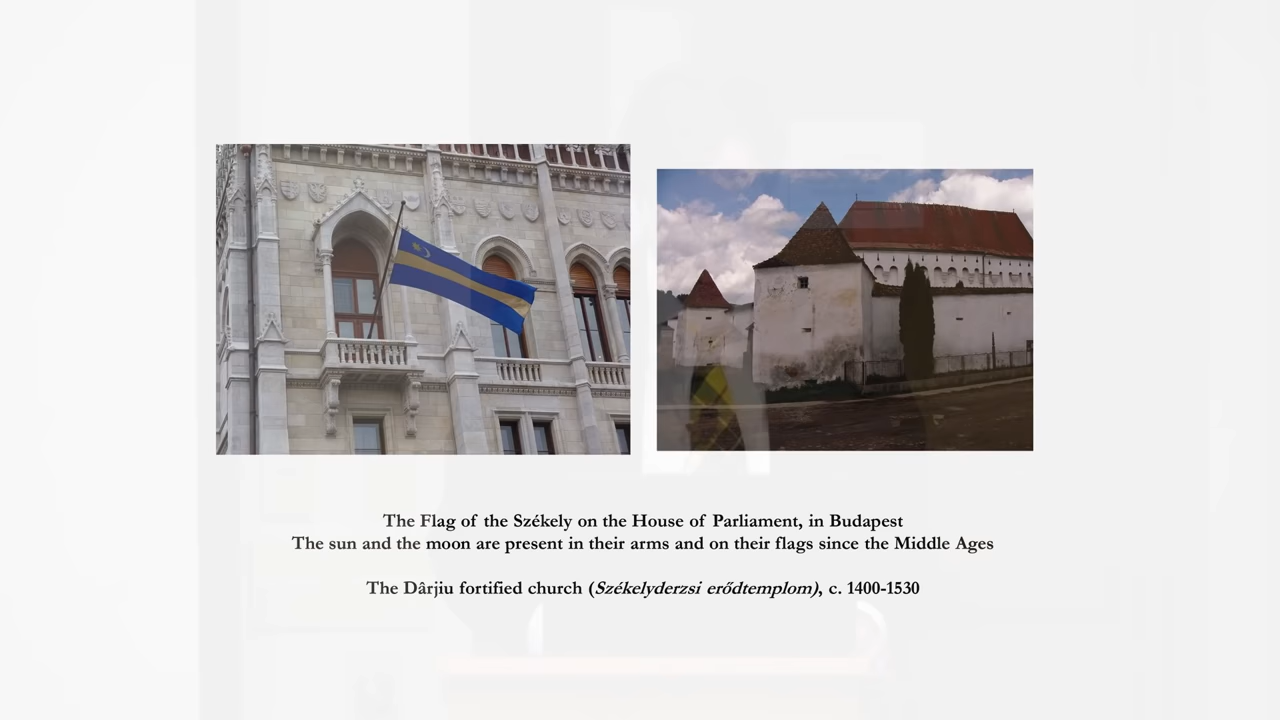 The Flag of the Székely on the House of Parliament, in Budapest
The sun and the moon are present in their arms and on their flags since the Middle Ages
The Dârjiu fortified church (Székelyderzsi erődtemplom), c. 1400-1530